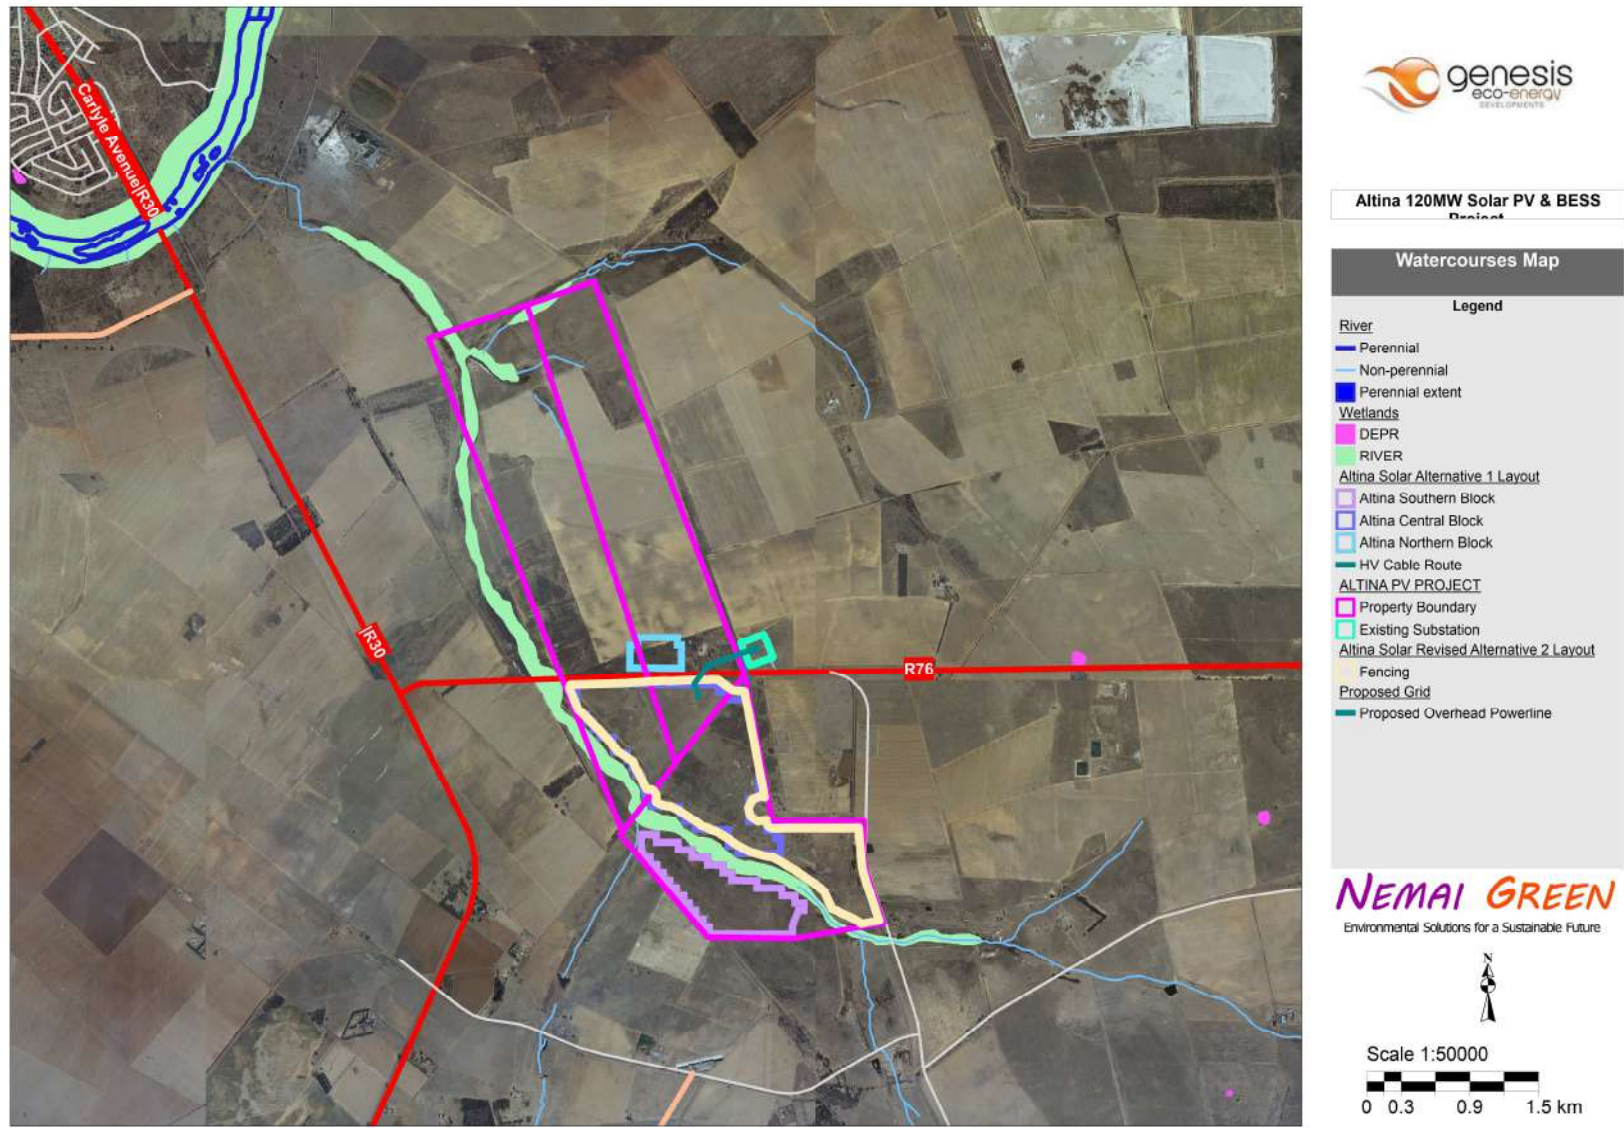 Carlyle Avenue|R30
|R30
R76
genesis
eco-energy
DEVELOPMENTS
Altina 120MW Solar PV & BESS
Project
Watercourses Map
Legend
River
Perennial
Non-perennial
Perennial extent
Wetlands
DEPR
RIVER
Altina Solar Alternative 1 Layout
Altina Southern Block
Altina Central Block
Altina Northern Block
HV Cable Route
ALTINA PV PROJECT
Property Boundary
Existing Substation
Altina Solar Revised Alternative 2 Layout
Fencing
Proposed Grid
Proposed Overhead Powerline
NEMAI GREEN
Environmental Solutions for a Sustainable Future
N
Scale 1:50000
0 0.3 0.9 1.5 km